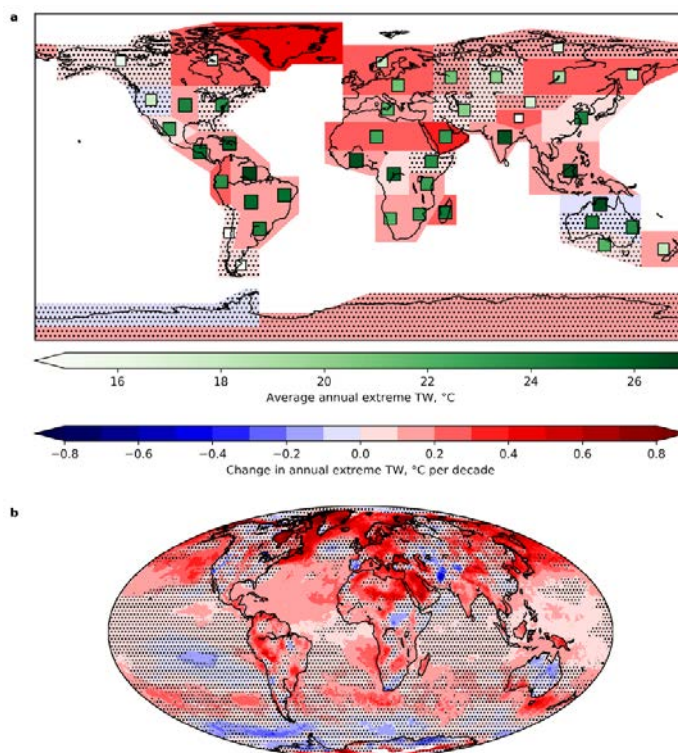 a
16 18 20 22 24 26
Average annual extreme TW, °C
−0.8 −0.6 −0.4 −0.2 0.0 0.2 0.4 0.6 0.8
Change in annual extreme TW, °C per decade
b